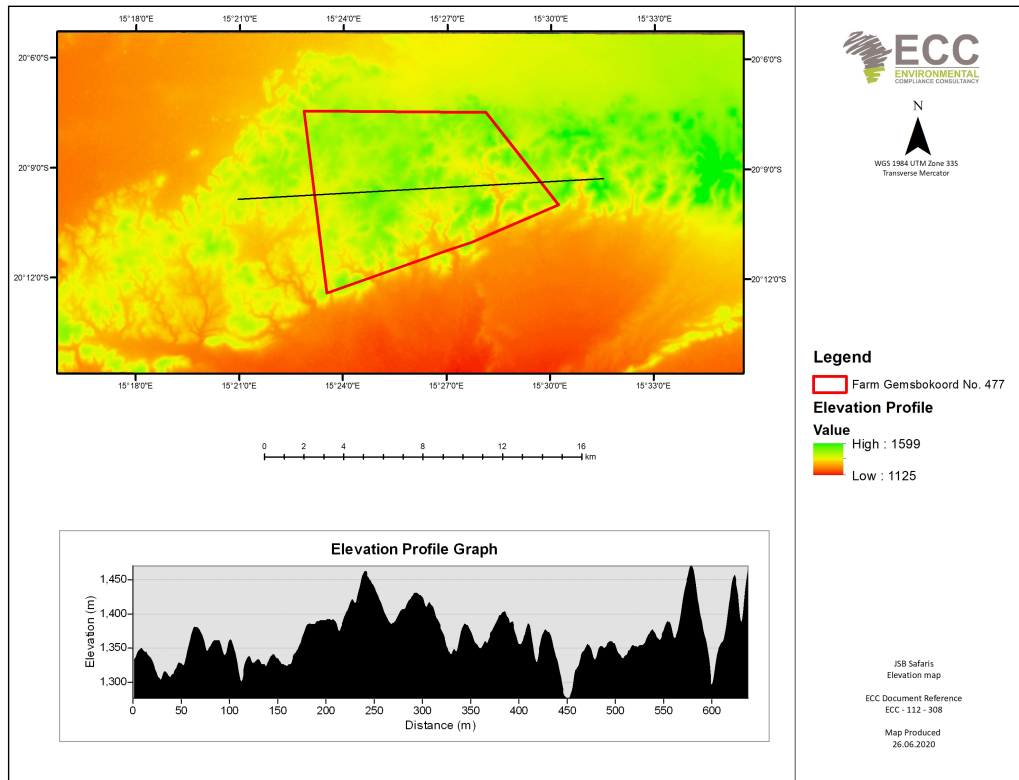 15°18'0"E 15°21'0"E 15°24'0"E 15°27'0"E 15°30'0"E 15°33'0"E
20°6'0"S 20°6'0"S
20°9'0"S 20°9'0"S
20°12'0"S 20°12'0"S
15°18'0"E 15°21'0"E 15°24'0"E 15°27'0"E 15°30'0"E 15°33'0"E
0 2 4 8 12 16
km
ECC
ENVIRONMENTAL
COMPLIANCE CONSULTANCY
N
WGS 1984 UTM Zone 33S
Transverse Mercator
Legend
Farm Gemsbokoord No. 477
Elevation Profile
Value
High : 1599
Low : 1125
Elevation Profile Graph
Elevation (m)
1,450
1,400
1,350
1,300
0 50 100 150 200 250 300 350 400 450 500 550 600
Distance (m)
JSB Safaris
Elevation map
ECC Document Reference
ECC - 112 - 308
Map Produced
26.06.2020